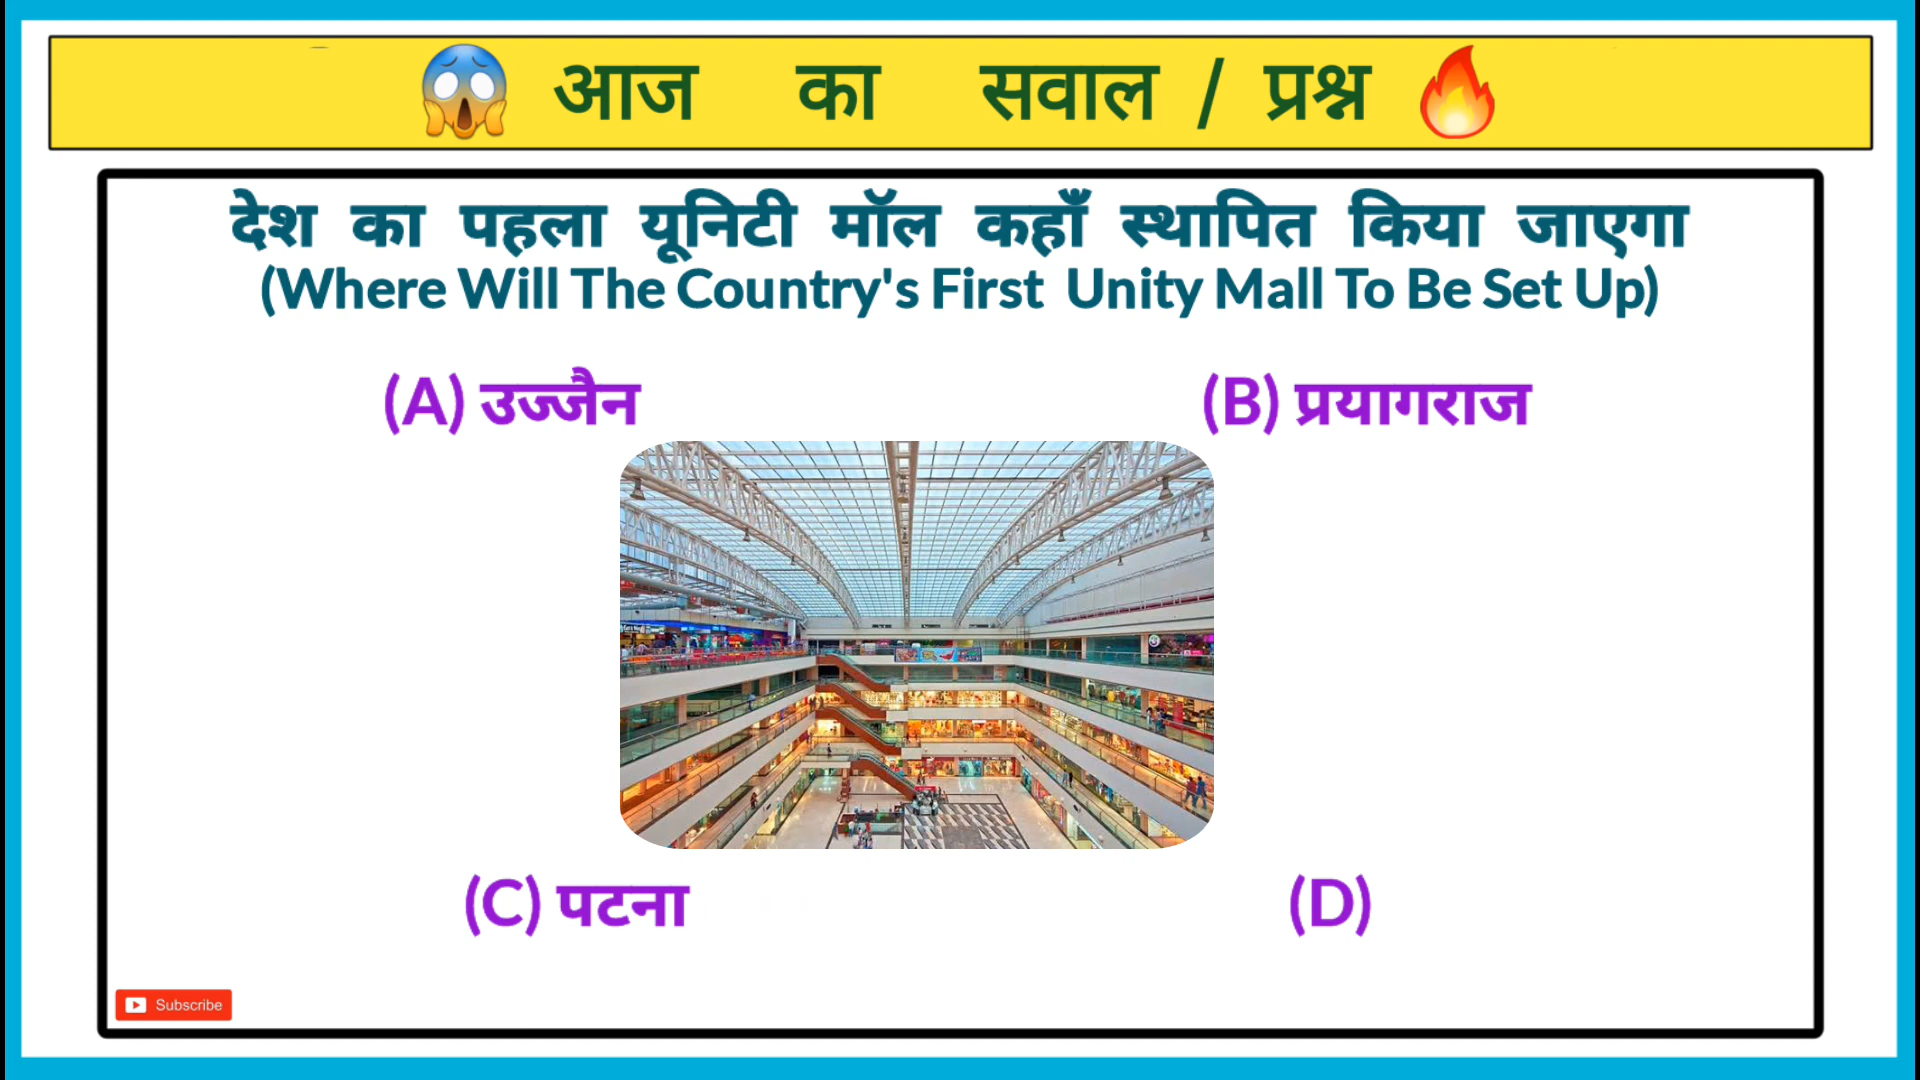 आज का सवाल / प्रश्न
देश का पहला यूनिटी मॉल कहाँ स्थापित किया जाएगा
(Where Will The Country's First Unity Mall To Be Set Up)
(A) उज्जैन
(B) प्रयागराज
(C) पटना
(D)
Subscribe